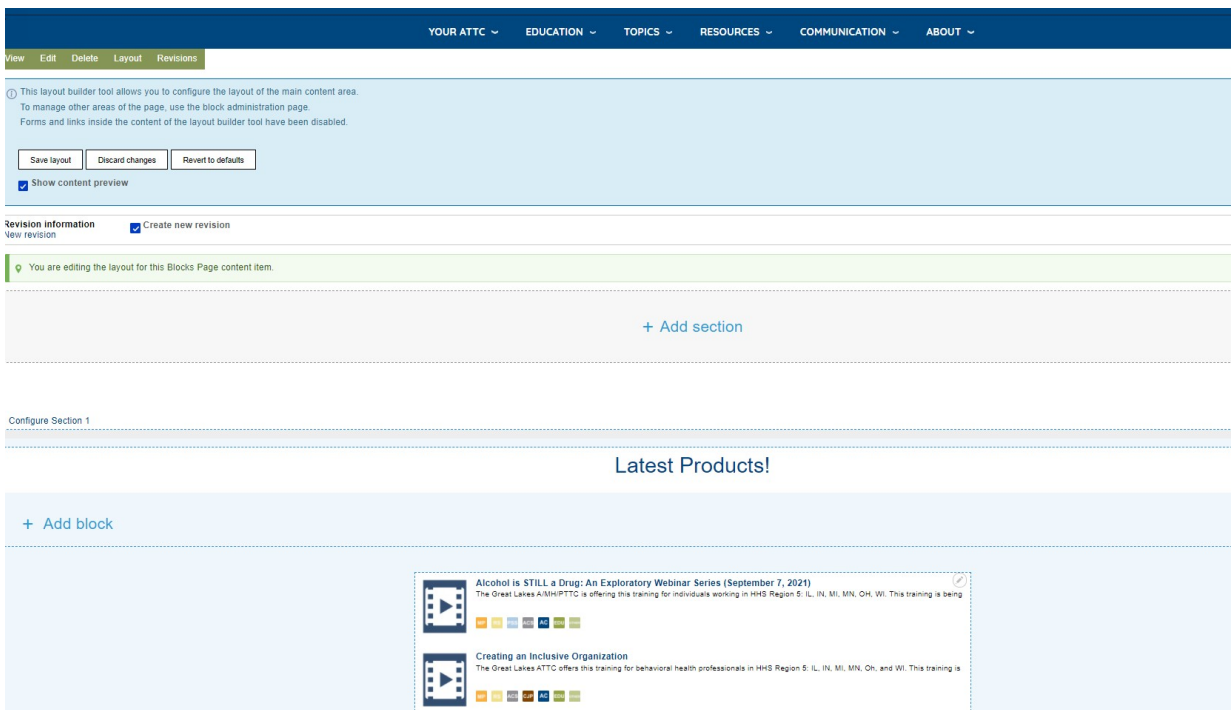 YOUR ATTC EDUCATION TOPICS RESOURCES COMMUNICATION ABOUT
View Edit Delete Layout Revisions
This layout builder tool allows you to configure the layout of the main content area.
To manage other areas of the page, use the block administration page.
Forms and links inside the content of the layout builder tool have been disabled.
Save layout Discard changes Revert to defaults
Show content preview
Revision information Create new revision
New revision
You are editing the layout for this Blocks Page content item.
+ Add section
Configure Section 1
Latest Products!
+ Add block
Alcohol is STILL a Drug: An Exploratory Webinar Series (September 7, 2021)
The Great Lakes A/MH/PTTC is offering this training for individuals working in HHS Region 5: IL, IN, MI, MN, OH, WI. This training is being
ACS AC EDU
Creating an Inclusive Organization
The Great Lakes ATTC offers this training for behavioral health professionals in HHS Region 5: IL, IN, MI, MN, Oh, and WI. This training is
ACS CJP AC EDU